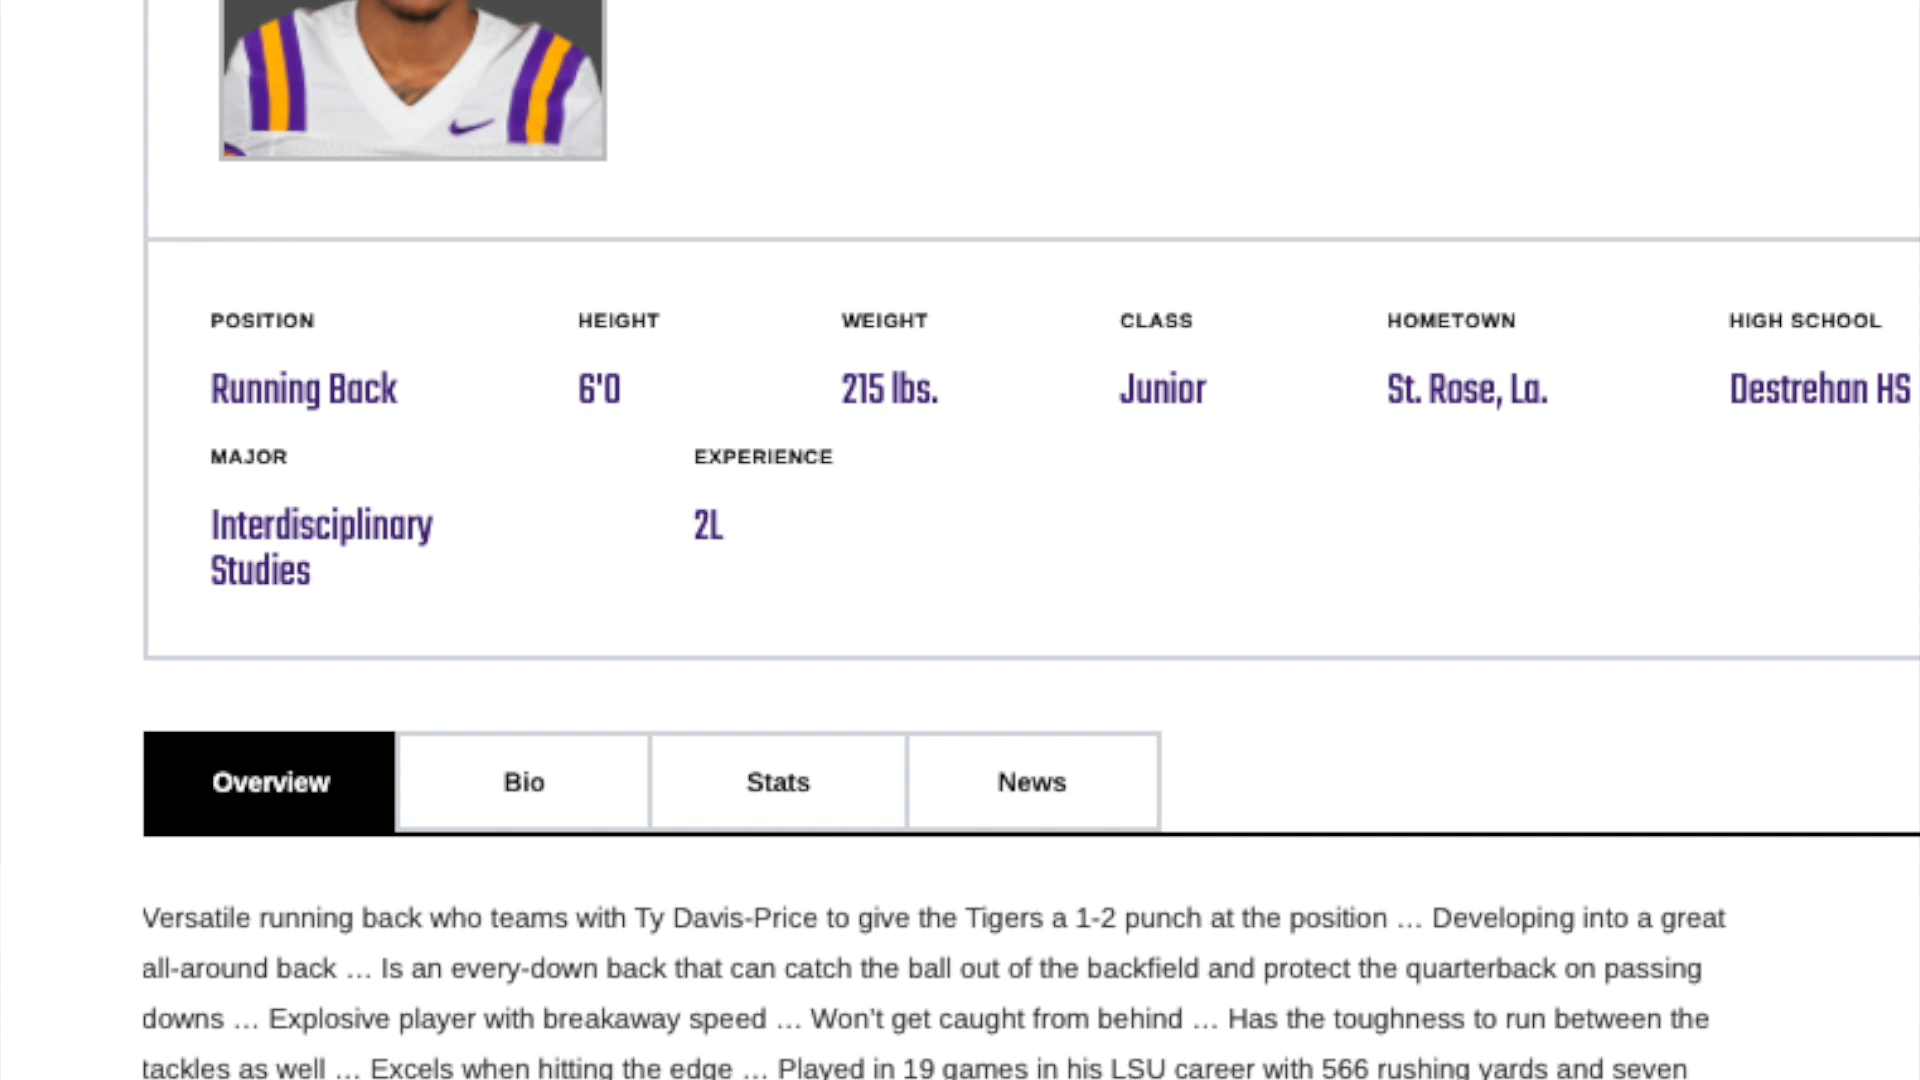 POSITION HEIGHT WEIGHT CLASS HOMETOWN HIGH SCHOOL
Running Back 6'0 215 lbs. Junior St. Rose, La. Destrehan HS
MAJOR EXPERIENCE
Interdisciplinary 2L
Studies
Overview Bio Stats News
Versatile running back who teams with Ty Davis-Price to give the Tigers a 1-2 punch at the position … Developing into a great
all-around back … Is an every-down back that can catch the ball out of the backfield and protect the quarterback on passing
downs … Explosive player with breakaway speed … Won’t get caught from behind … Has the toughness to run between the
tackles as well … Excels when hitting the edge … Played in 19 games in his LSU career with 566 rushing yards and seven